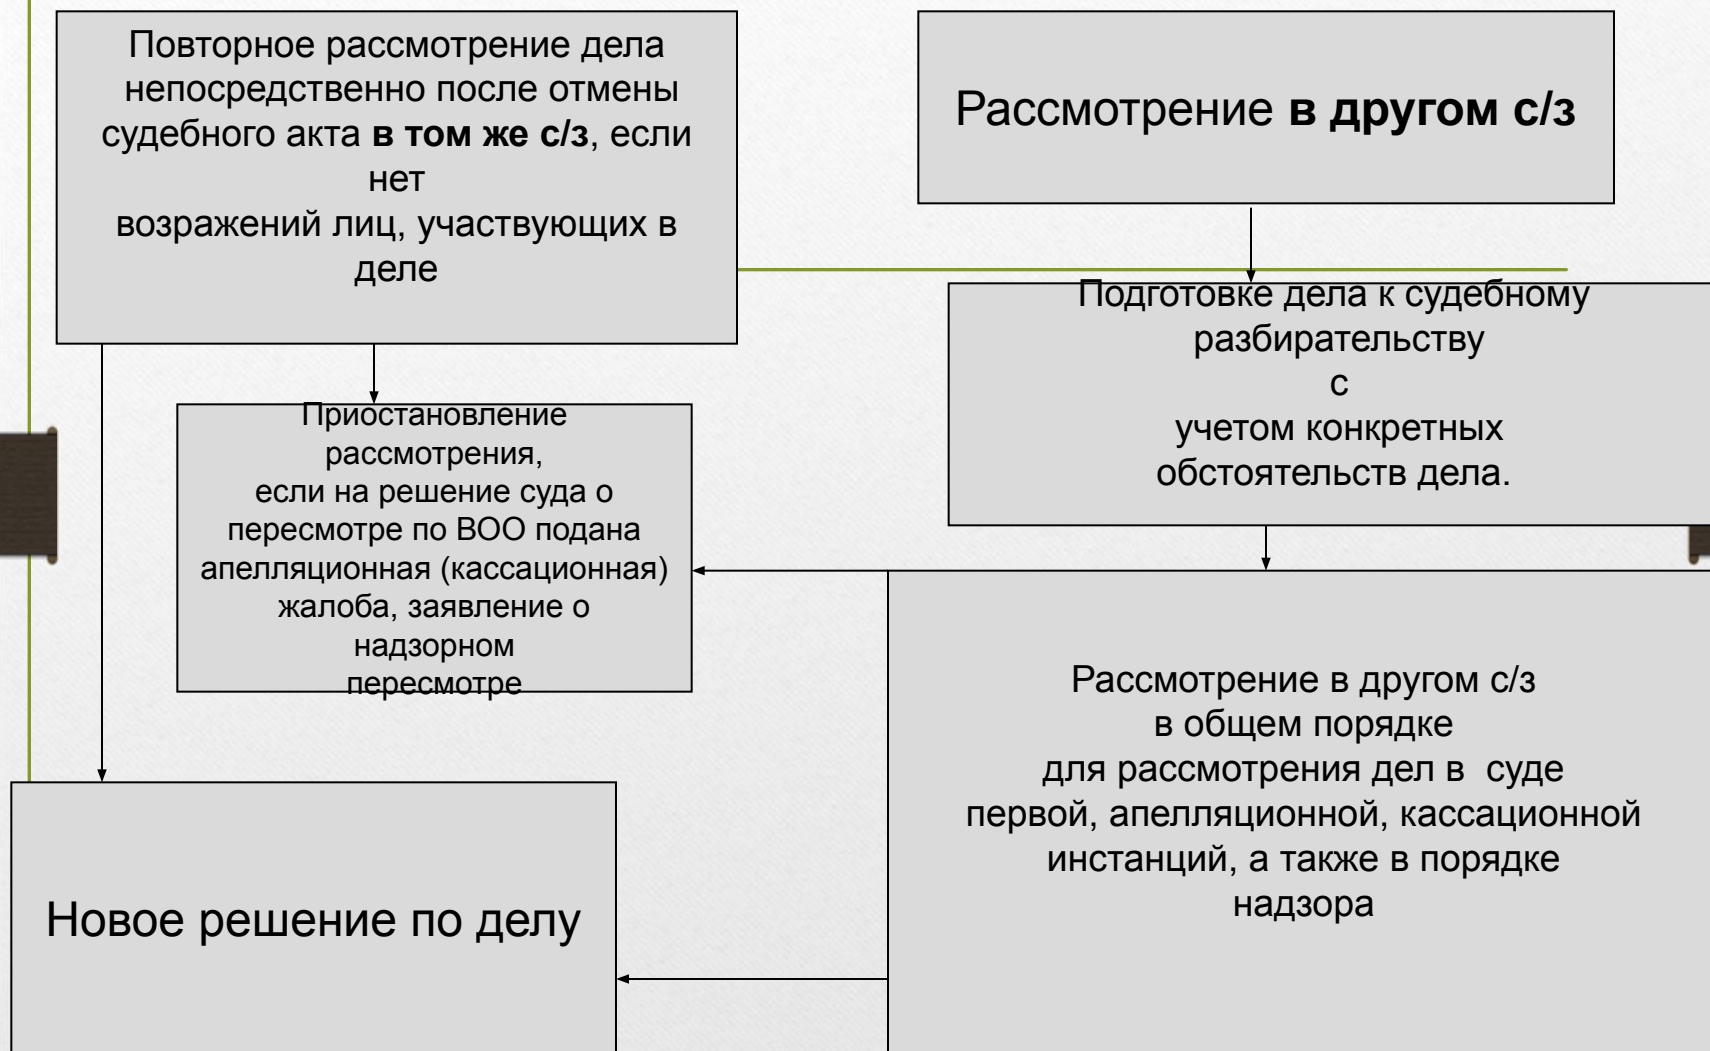 Повторное рассмотрение дела
непосредственно после отмены
судебного акта в том же с/з, если
нет
возражений лиц, участвующих в
деле
Рассмотрение в другом с/з
Подготовке дела к судебному
разбирательству
с
учетом конкретных
обстоятельств дела.
Приостановление
рассмотрения,
если на решение суда о
пересмотре по ВОО подана
апелляционная (кассационная)
жалоба, заявление о
надзорном
пересмотре
Рассмотрение в другом с/з
в общем порядке
для рассмотрения дел в суде
первой, апелляционной, кассационной
инстанций, а также в порядке
надзора
Новое решение по делу